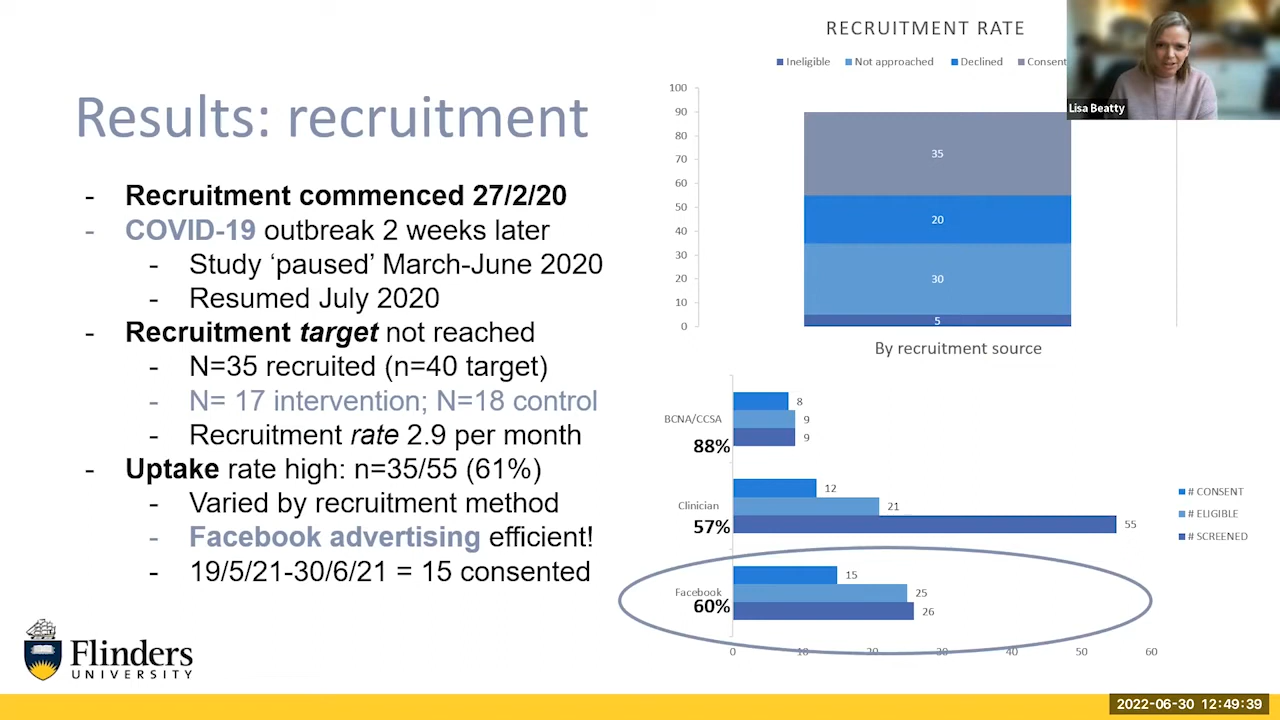 RECRUITMENT RATE
Ineligible Not approached Declined Consent
Lisa Beatty
Results: recruitment
- Recruitment commenced 27/2/20
- COVID-19 outbreak 2 weeks later
- Study ‘paused’ March-June 2020
- Resumed July 2020
- Recruitment target not reached
- N=35 recruited (n=40 target)
- N= 17 intervention; N=18 control
- Recruitment rate 2.9 per month
- Uptake rate high: n=35/55 (61%)
- Varied by recruitment method
- Facebook advertising efficient!
- 19/5/21-30/6/21 = 15 consented
100
90
80
70
60
50
40
30
20
10
0
35
20
30
5
By recruitment source
BCNA/CCSA
88%
8
9
9
Clinician
57%
12
21
55
Facebook
60%
15
25
26
0 10 20 30 40 50 60
# CONSENT
# ELIGIBLE
# SCREENED
Flinders
UNIVERSITY
2022-06-30 12:49:39